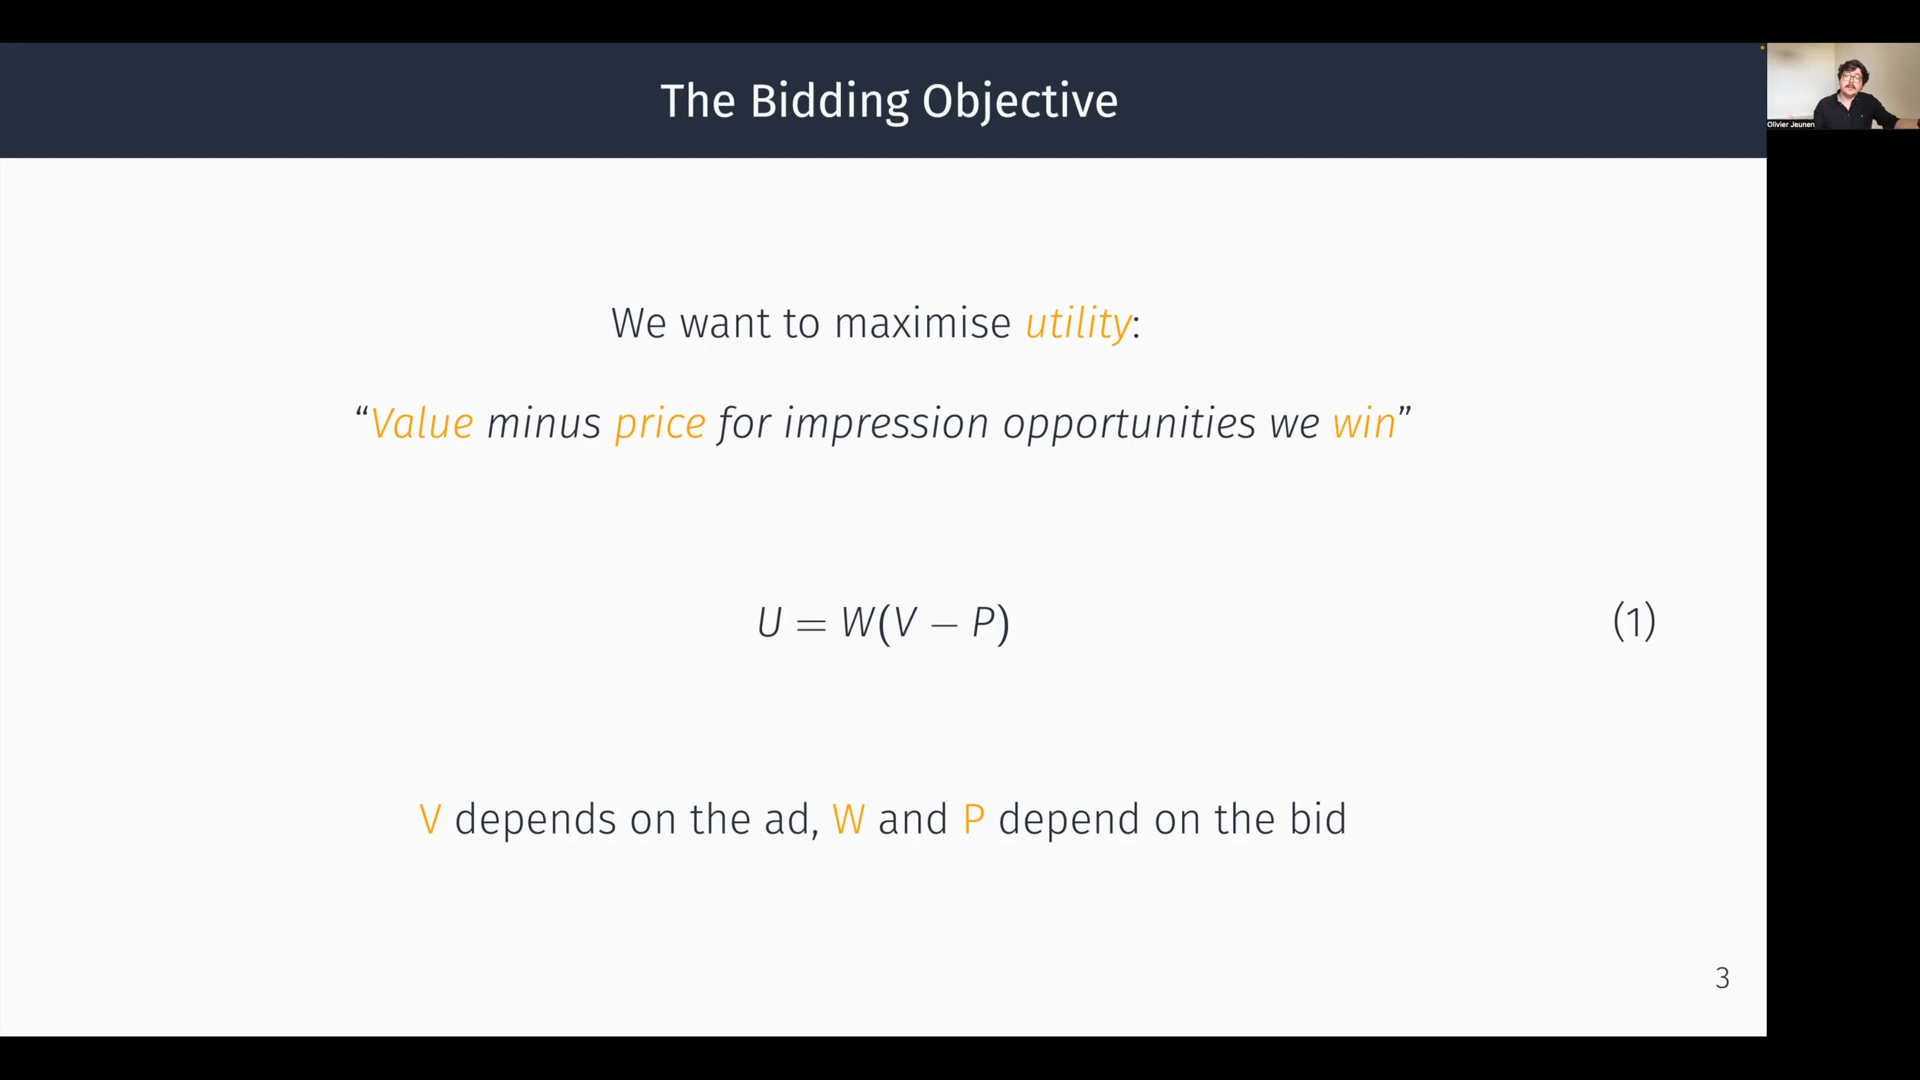 The Bidding Objective
Olivier Jeunen
We want to maximise utility:
“Value minus price for impression opportunities we win”
U = W(V − P) (1)
V depends on the ad, W and P depend on the bid
3